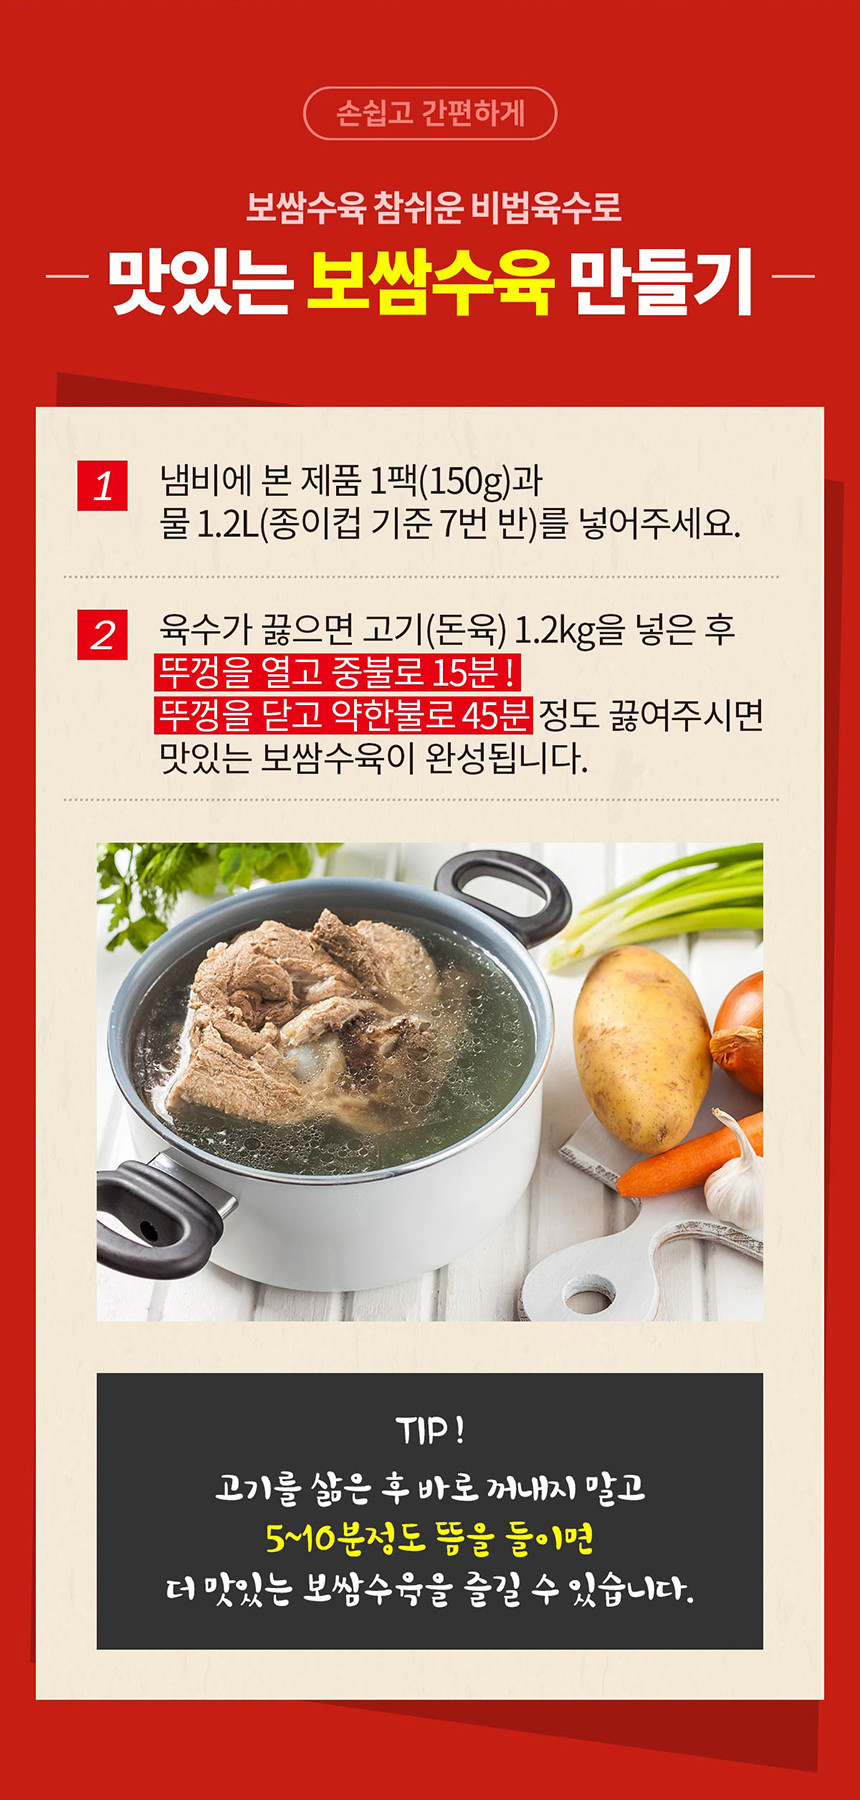 손쉽고 간편하게
보쌈수육 참쉬운 비법육수로
맛있는 보쌈수육 만들기
1 냄비에 본 제품 1팩(150g)과
물 1.2L(종이컵 기준 7번 반)를 넣어주세요.
2 육수가 끓으면 고기(돈육) 1.2kg을 넣은 후
뚜껑을 열고 중불로 15분!
뚜껑을 닫고 약한불로 45분 정도 끓여주시면
맛있는 보쌈수육이 완성됩니다.
TIP!
고기를 삶은 후 바로 꺼내지 말고
5~10분정도 뜸을 들이면
더 맛있는 보쌈수육을 즐길 수 있습니다.